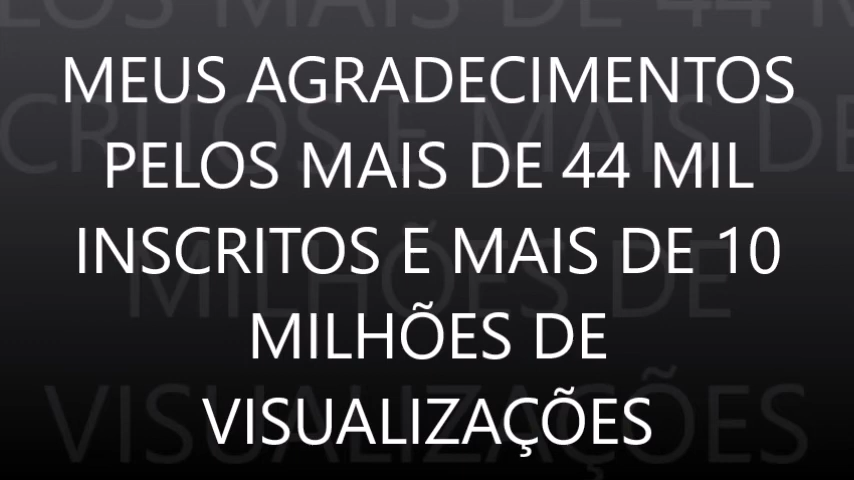 MEUS AGRADECIMENTOS
PELOS MAIS DE 44 MIL
INSCRITOS E MAIS DE 10
MILHÕES DE
VISUALIZAÇÕES